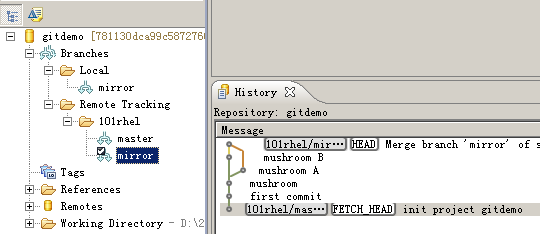 gitdemo [781130dca99c5872760
Branches
Local
mirror
Remote Tracking
101rhel
master
mirror
Tags
References
Remotes
Working Directory - D:\2
History
Repository: gitdemo
Message
101rhel/mir... HEAD Merge branch 'mirror' of s
mushroom B
mushroom A
mushroom
first commit
101rhel/mas... FETCH_HEAD init project gitdemo